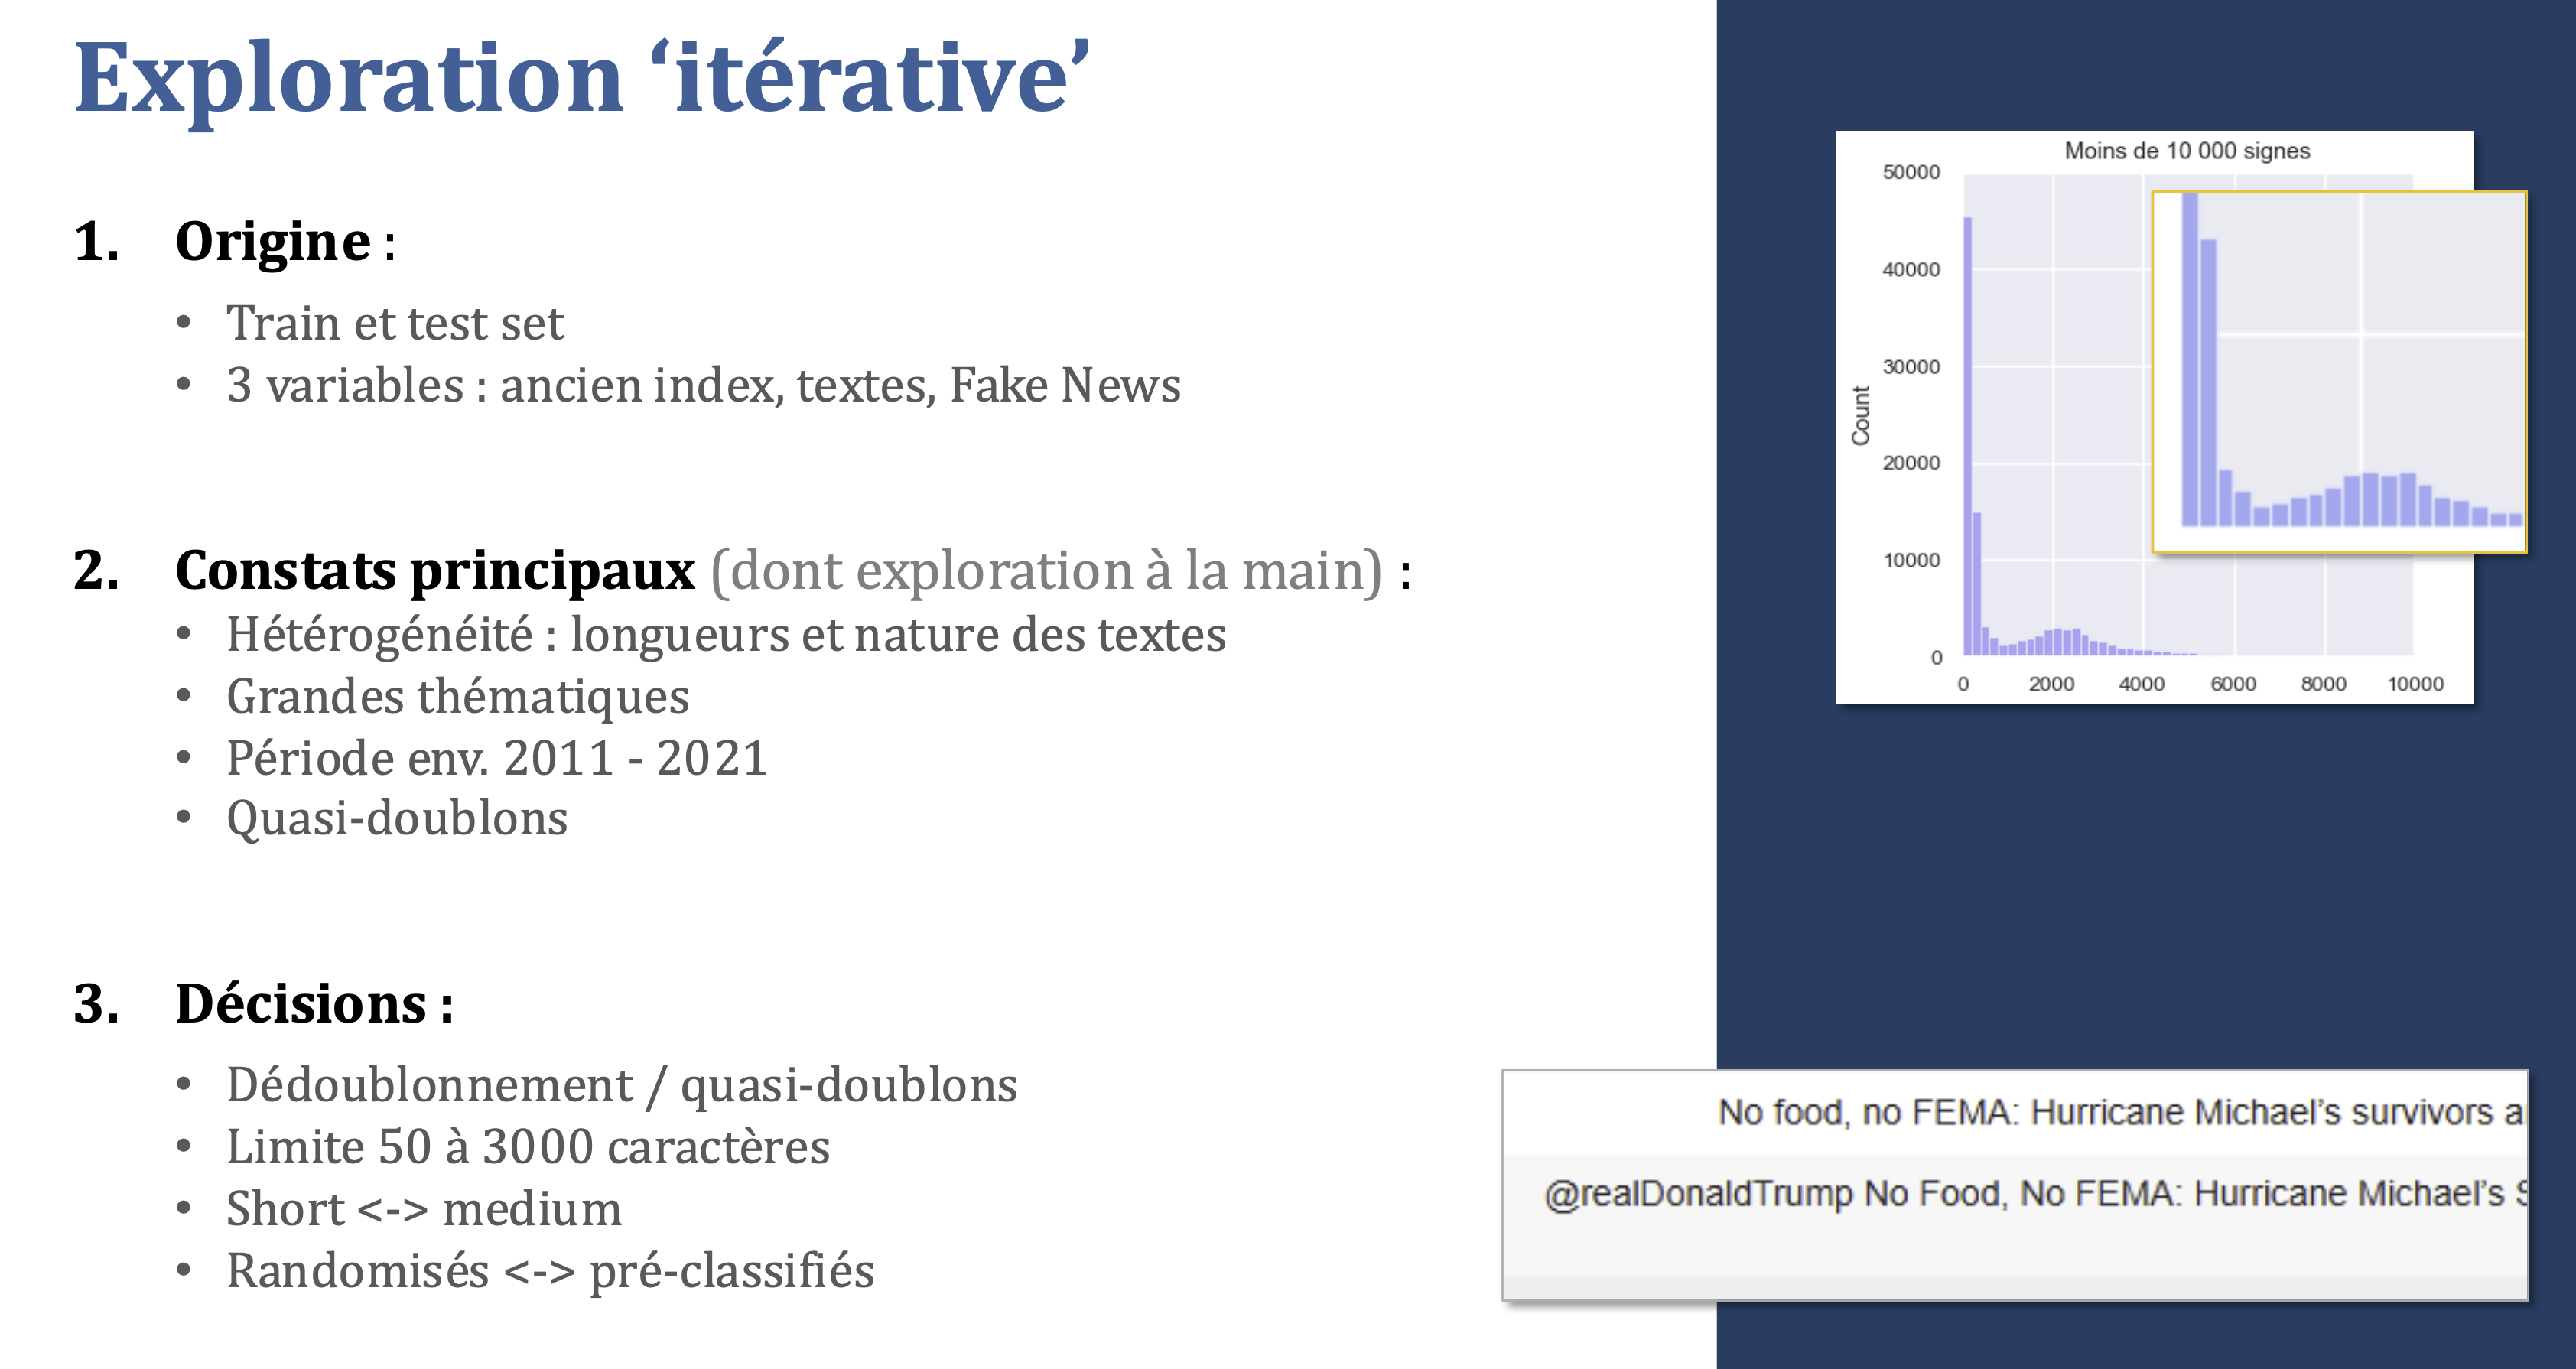 Exploration ‘itérative’
1. Origine :
• Train et test set
• 3 variables : ancien index, textes, Fake News
2. Constats principaux (dont exploration à la main) :
• Hétérogénéité : longueurs et nature des textes
• Grandes thématiques
• Période env. 2011 - 2021
• Quasi-doublons
3. Décisions :
• Dédoublonnement / quasi-doublons
• Limite 50 à 3000 caractères
• Short <-> medium
• Randomisés <-> pré-classifiés
Moins de 10 000 signes
50000
40000
30000
20000
10000
0
Count
0 2000 4000 6000 8000 10000
No food, no FEMA: Hurricane Michael’s survivors
@realDonaldTrump No Food, No FEMA: Hurricane Michael’s